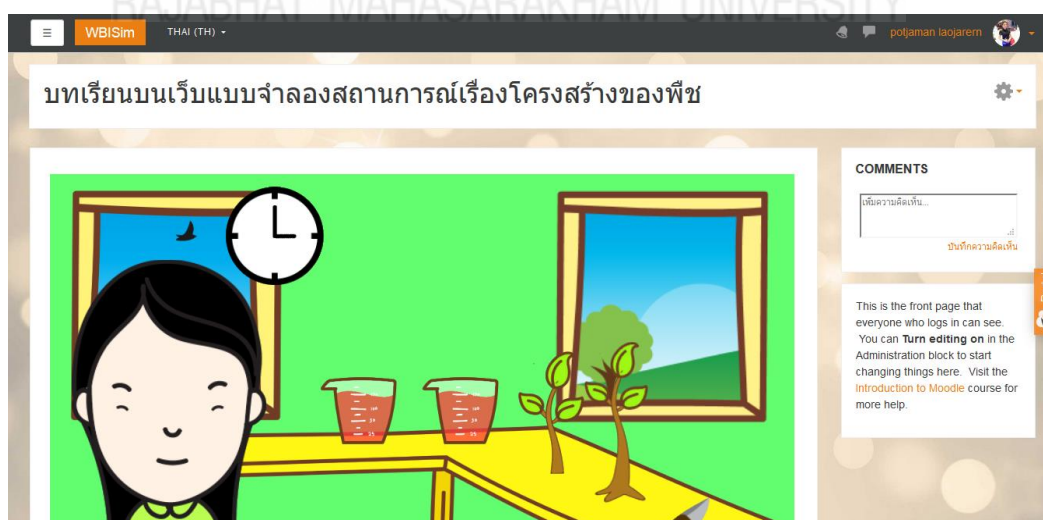 RAJABHAT MAHASARAKHAM UNIVERSITY
WBISim THAI (TH) potjaman laojarern
บทเรียนบนเว็บแบบจำลองสถานการณ์เรื่องโครงสร้างของพืช
COMMENTS
เพิ่มความคิดเห็น...
บันทึกความคิดเห็น
This is the front page that
everyone who logs in can see.
You can Turn editing on in the
Administration block to start
changing things here. Visit the
Introduction to Moodle course for
more help.